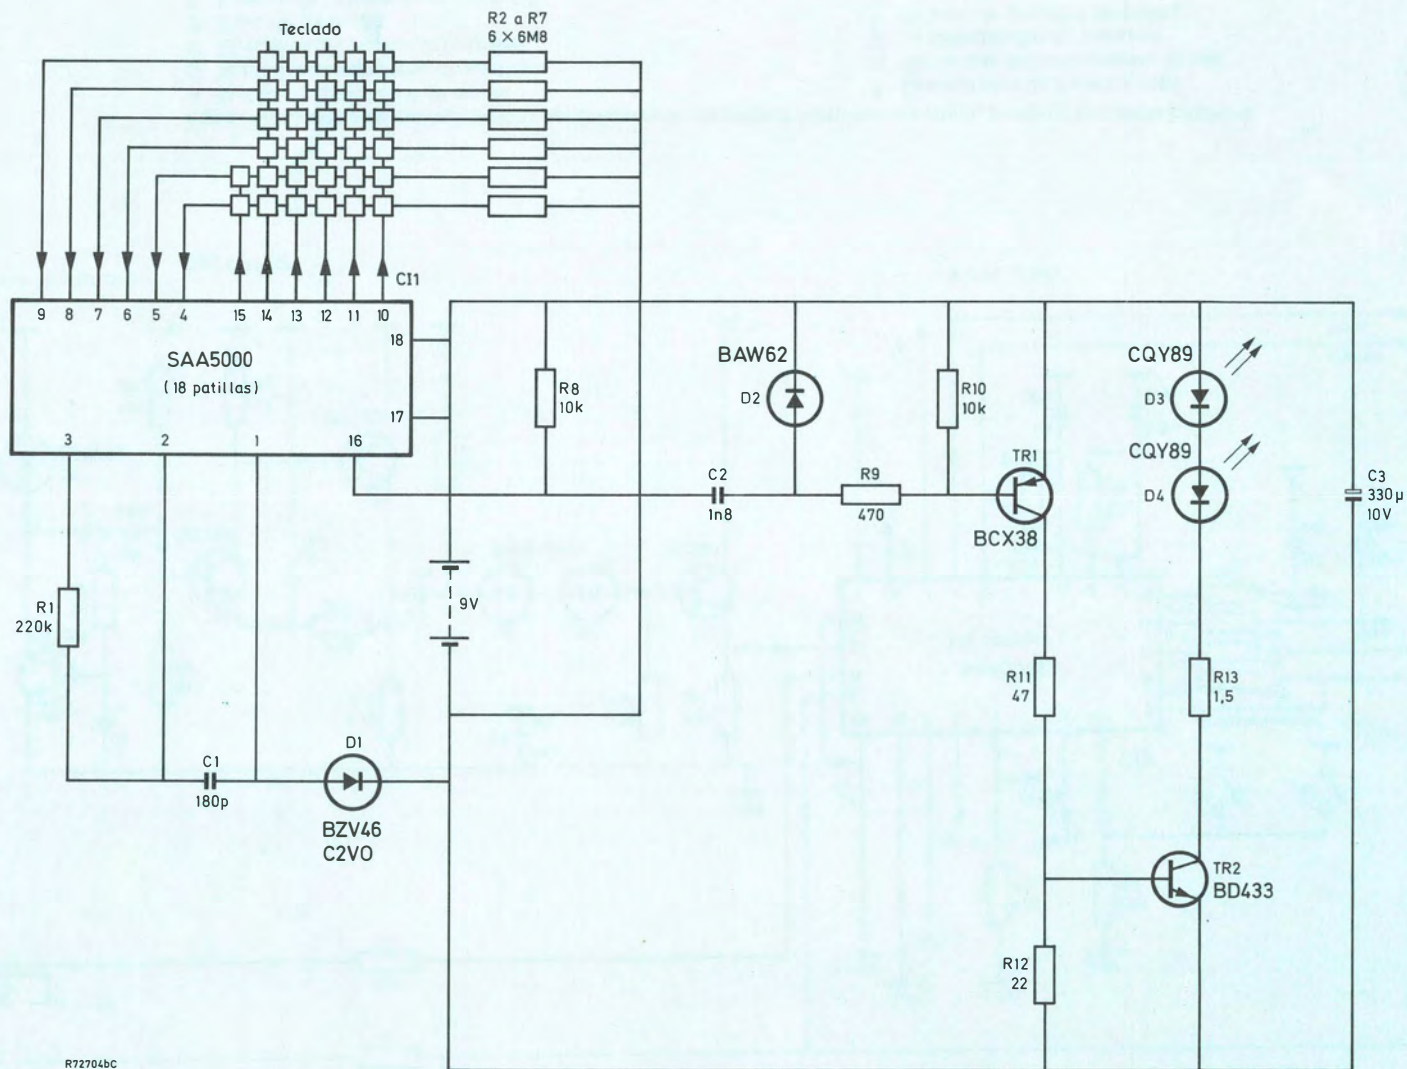 Teclado
R2 a R7
6 × 6M8
CI1
9 8 7 6 5 4 15 14 13 12 11 10
18
SAA5000
(18 patillas)
17
3 2 1 16
R8
10k
BAW62
D2
R10
10k
CQY89
D3
CQY89
D4
TR1
BCX38
C2
1n8
R9
470
C3
330µ
10V
R1
220k
9V
R11
47
R13
1,5
C1
180p
D1
BZV46
C2VO
TR2
BD433
R12
22
R72704bC